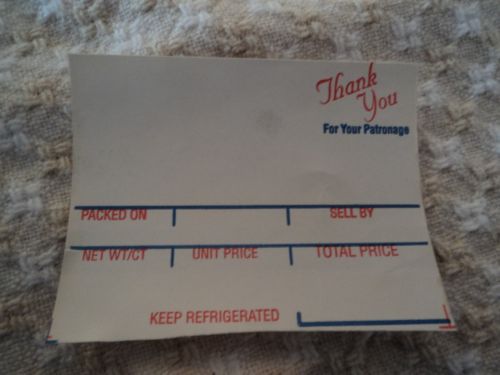 Thank
You
For Your Patronage
PACKED ON SELL BY
NET WT/CT UNIT PRICE TOTAL PRICE
KEEP REFRIGERATED